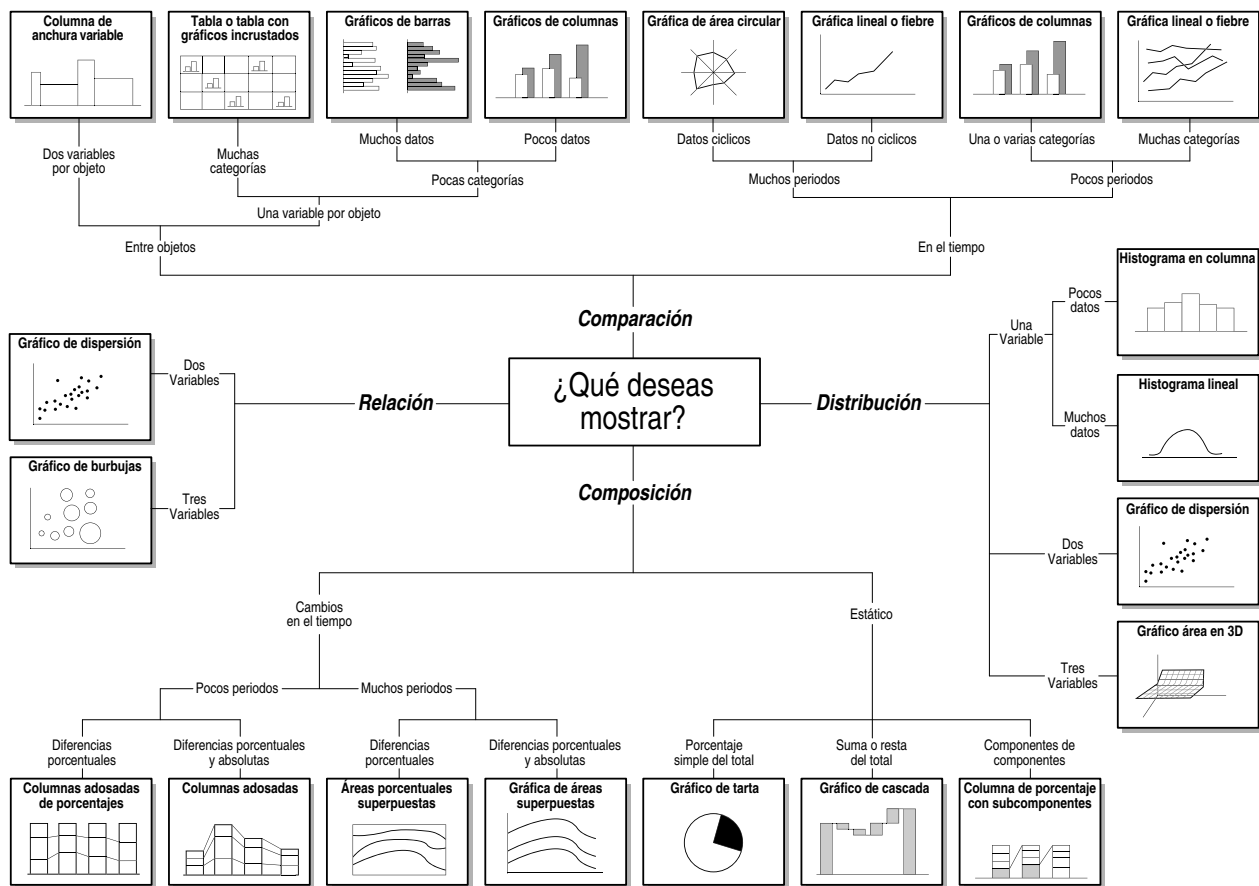 Columna de
anchura variable
Tabla o tabla con
gráficos incrustados
Gráficos de barras
Gráficos de columnas
Gráfica de área circular
Gráfica lineal o fiebre
Gráficos de columnas
Gráfica lineal o fiebre
Dos variables
por objeto
Muchas
categorías
Muchos datos
Pocos datos
Datos ciclicos
Datos no ciclicos
Una o varias categorías
Muchas categorías
Pocas categorías
Muchos periodos
Pocos periodos
Una variable por objeto
Entre objetos
En el tiempo
Comparación
¿Qué deseas
mostrar?
Relación
Dos
Variables
Gráfico de dispersión
Tres
Variables
Gráfico de burbujas
Distribución
Una
Variable
Pocos
datos
Histograma en columna
Muchos
datos
Histograma lineal
Dos
Variables
Gráfico de dispersión
Tres
Variables
Gráfico área en 3D
Composición
Cambios
en el tiempo
Estático
Pocos periodos
Muchos periodos
Diferencias
porcentuales
Diferencias porcentuales
y absolutas
Diferencias
porcentuales
Diferencias porcentuales
y absolutas
Porcentaje
simple del total
Suma o resta
del total
Componentes de
componentes
Columnas adosadas
de porcentajes
Columnas adosadas
Áreas porcentuales
superpuestas
Gráfica de áreas
superpuestas
Gráfico de tarta
Gráfico de cascada
Columna de porcentaje
con subcomponentes